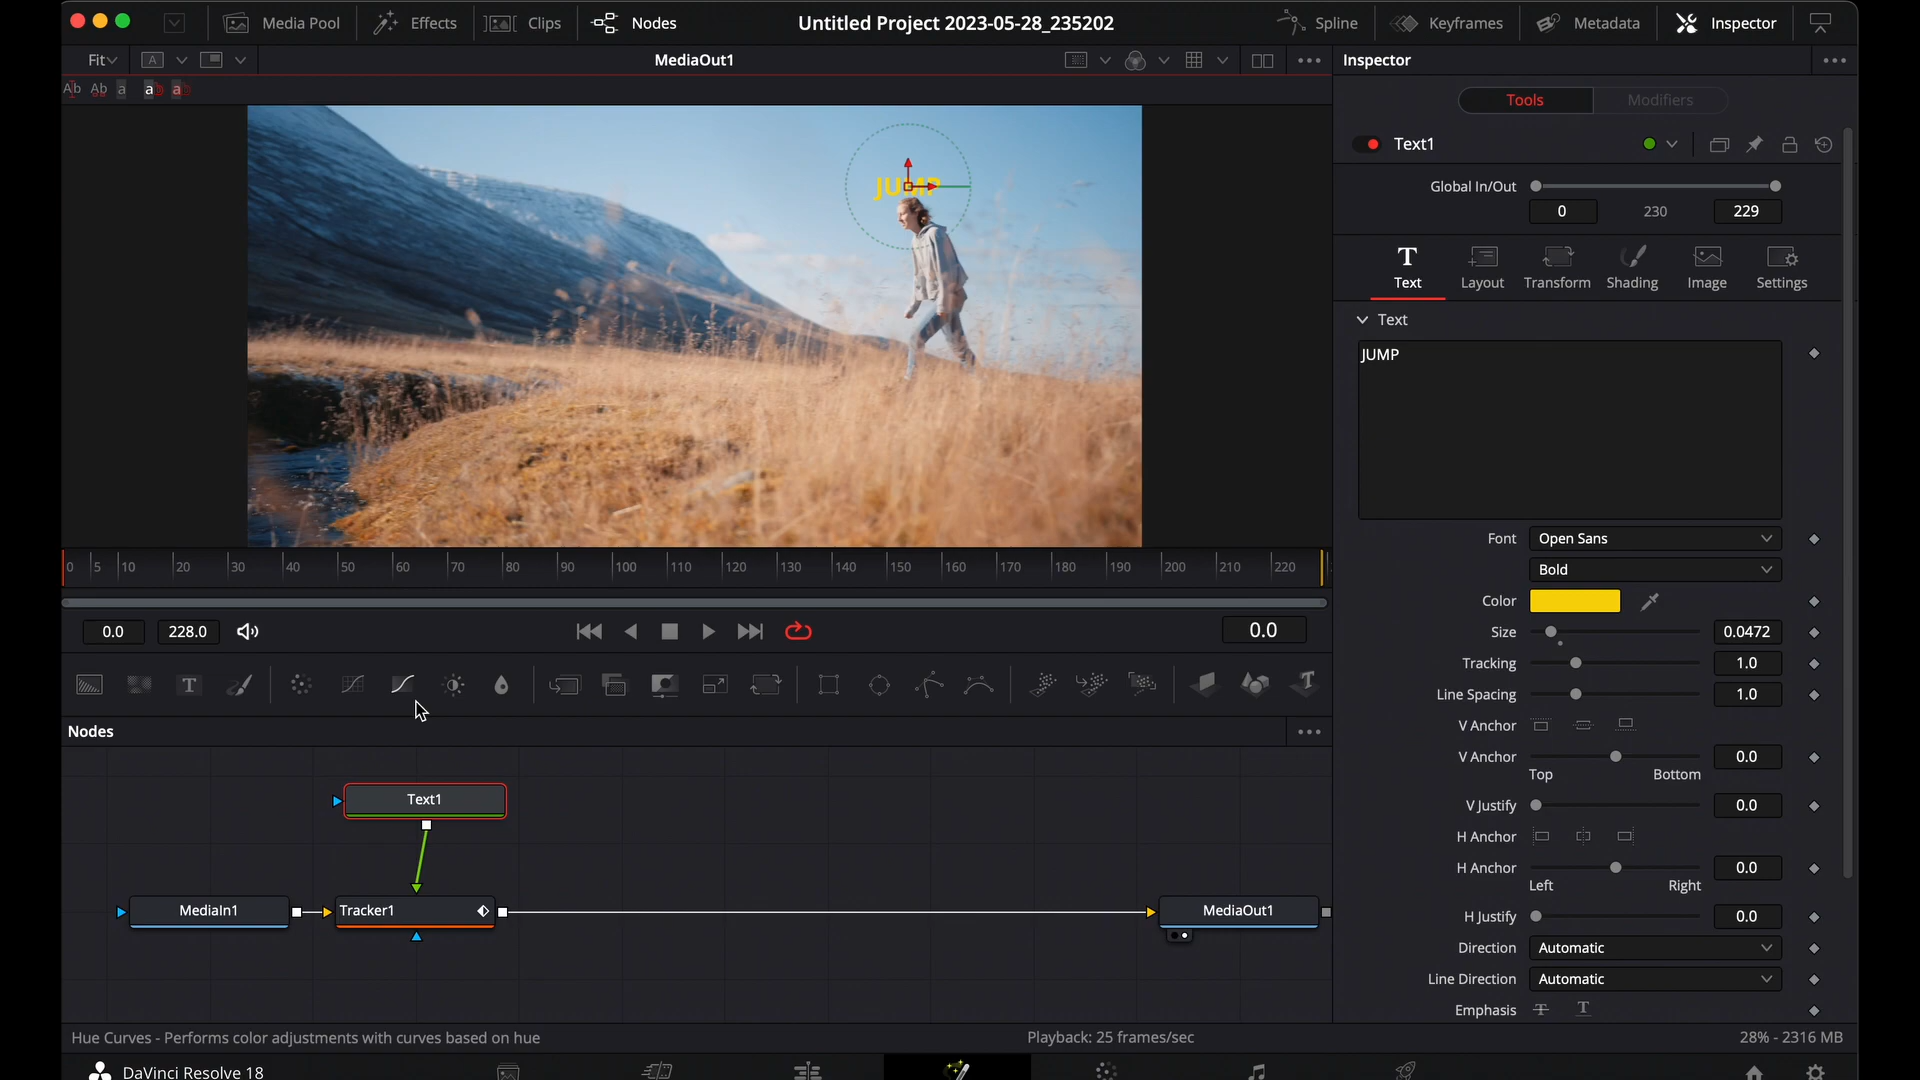 Media Pool
Effects
Clips
Nodes
Untitled Project 2023-05-28_235202
Spline
Keyframes
Metadata
Inspector
Fit
A
MediaOut1
Inspector
Ab Ab a a a
Tools
Modifiers
Text1
JUMP
Global In/Out
0
230
229
T
Text
Layout
Transform
Shading
Image
Settings
Text
JUMP
Font
Open Sans
Bold
Color
Size
0.0472
Tracking
1.0
Line Spacing
1.0
V Anchor
V Anchor
0.0
Top
Bottom
V Justify
0.0
H Anchor
H Anchor
0.0
Left
Right
H Justify
0.0
Direction
Automatic
Line Direction
Automatic
Emphasis
T T
0 5 10 20 30 40 50 60 70 80 90 100 110 120 130 140 150 160 170 180 190 200 210 220
0.0
228.0
0.0
T
T
Nodes
Text1
MediaIn1
Tracker1
MediaOut1
Hue Curves - Performs color adjustments with curves based on hue
Playback: 25 frames/sec
28% - 2316 MB
DaVinci Resolve 18